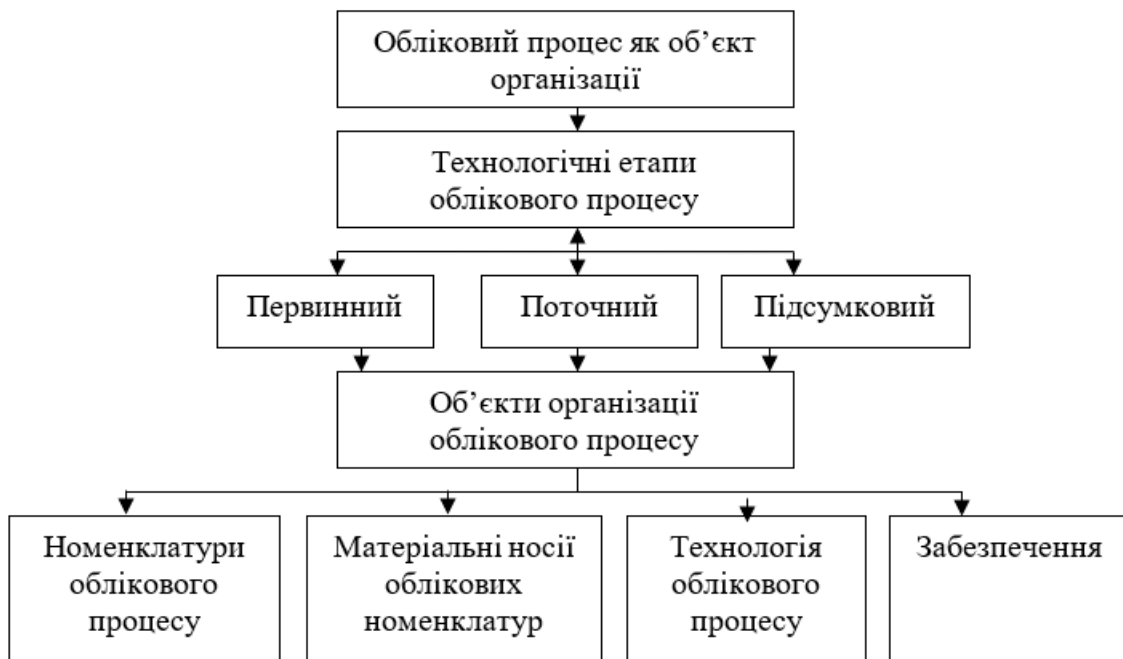 Обліковий процес як об’єкт
організації
Технологічні етапи
облікового процесу
Первинний
Поточний
Підсумковий
Об’єкти організації
облікового процесу
Номенклатури
облікового
процесу
Матеріальні носії
облікових
номенклатур
Технологія
облікового
процесу
Забезпечення